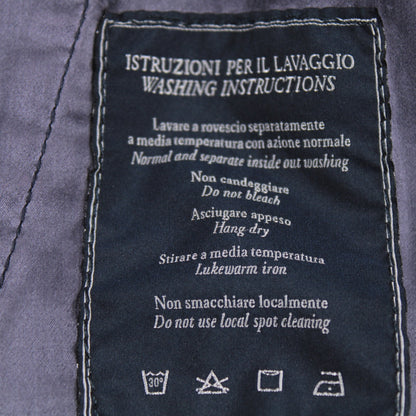 ISTRUZIONI PER IL LAVAGGIO
WASHING INSTRUCTIONS
Lavare a rovescio separatamente
a media temperatura con azione normale
Normal and separate inside out washing
Non candeggiare
Do not bleach
Asciugare appeso
Hang dry
Stirare a media temperatura
Lukewarm iron
Non smacchiare localmente
Do not use local spot cleaning
30°